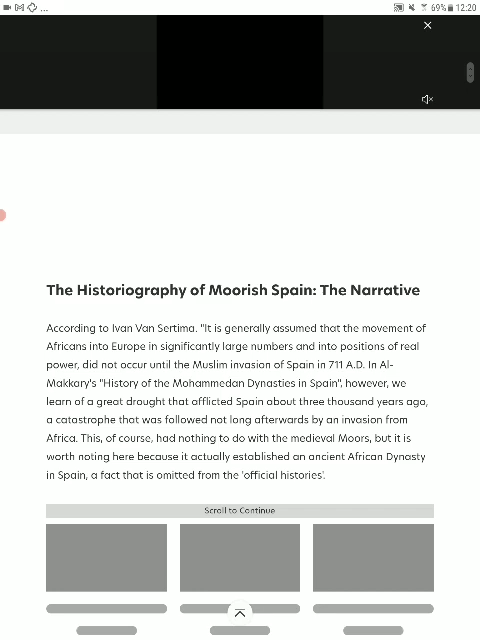 ... 69% 12:20
The Historiography of Moorish Spain: The Narrative
According to Ivan Van Sertima. "It is generally assumed that the movement of
Africans into Europe in significantly large numbers and into positions of real
power, did not occur until the Muslim invasion of Spain in 711 A.D. In Al-
Makkary's "History of the Mohammedan Dynasties in Spain", however, we
learn of a great drought that offlicted Spain about three thousand years ago,
a catastrophe that was followed not long afterwards by an invasion from
Africa. This, of course, had nothing to do with the medieval Moors, but it is
worth noting here because it actually established an ancient African Dynasty
in Spain, a fact that is omitted from the 'official histories'.
Scroll to Continue